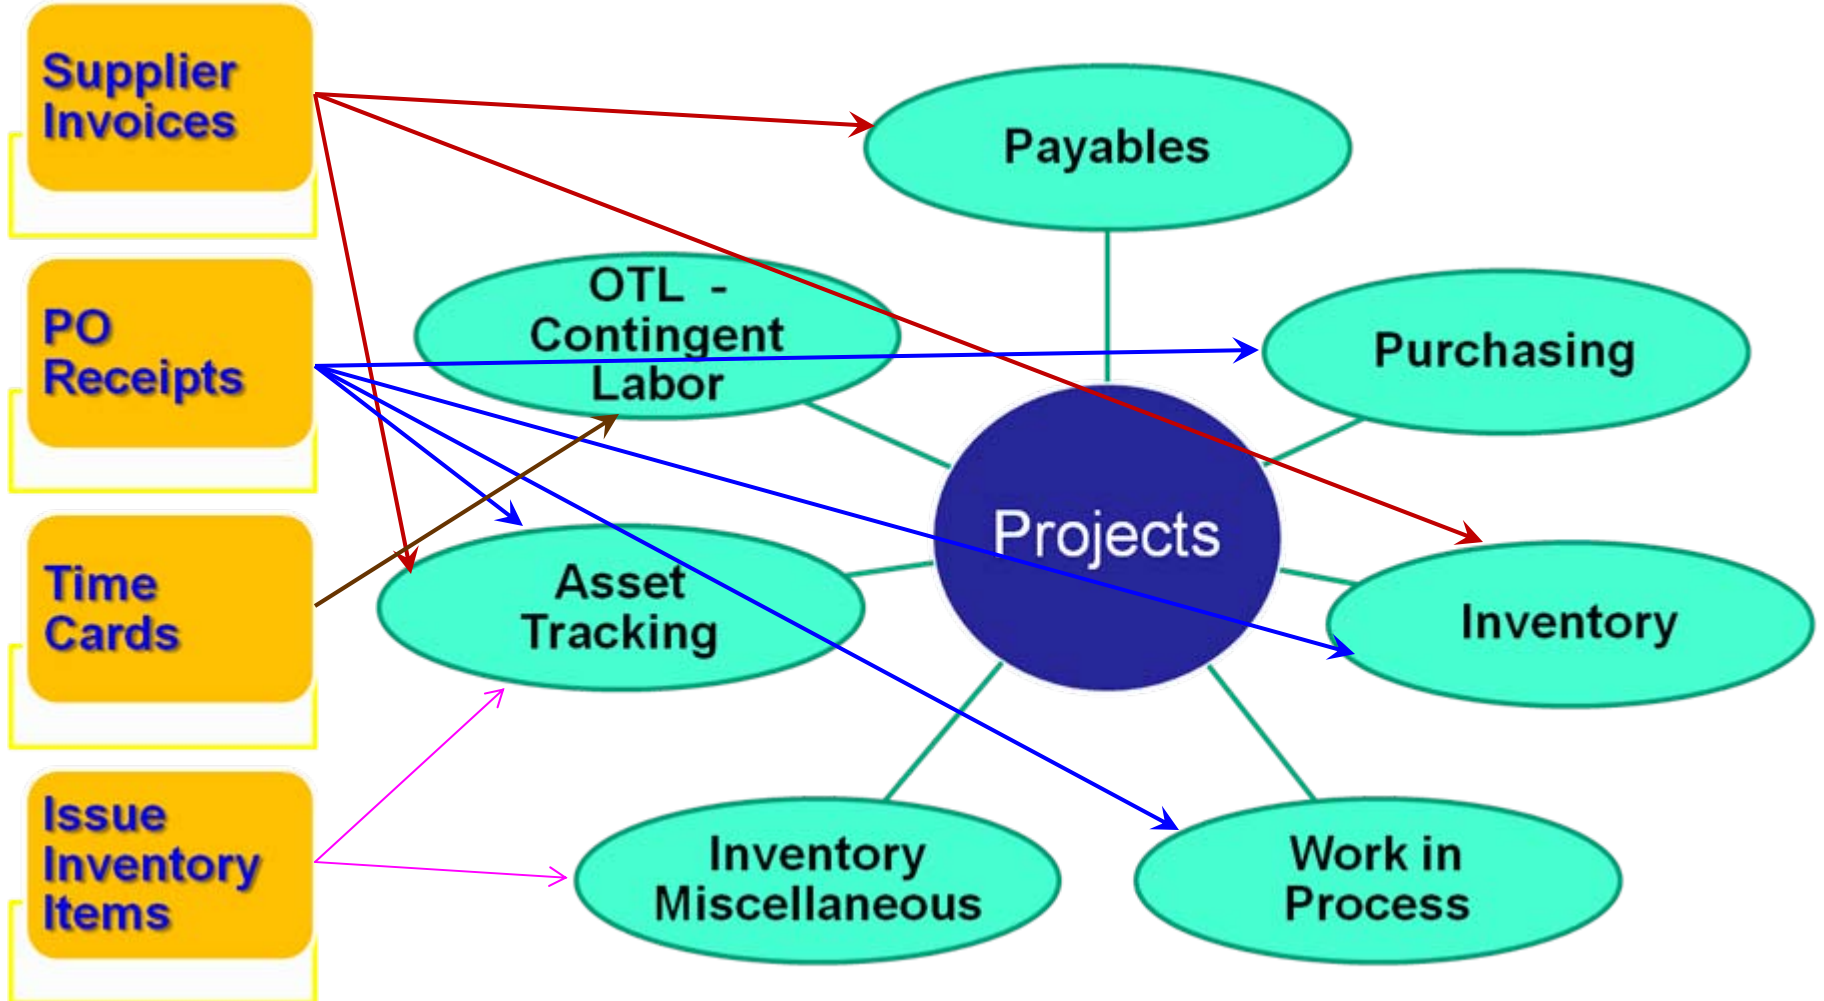 Supplier
Invoices
PO
Receipts
Time
Cards
Issue
Inventory
Items
Payables
OTL -
Contingent
Labor
Purchasing
Projects
Asset
Tracking
Inventory
Inventory
Miscellaneous
Work in
Process